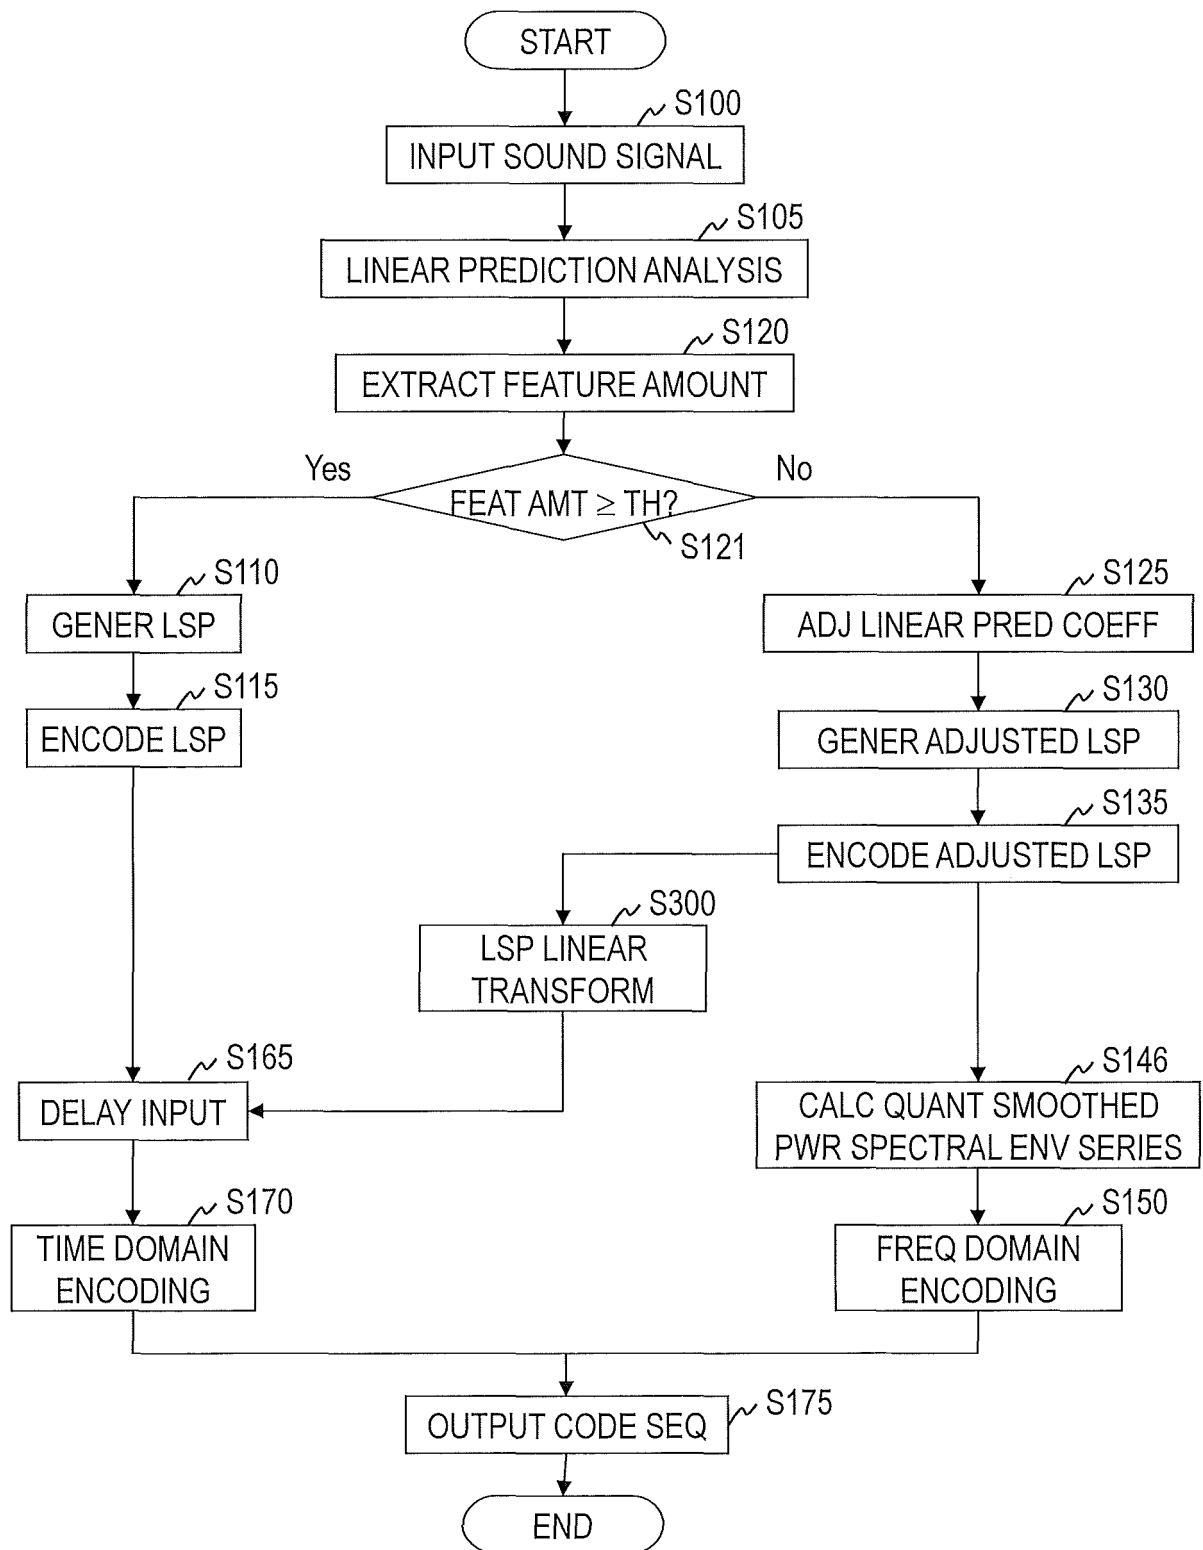 START
S100
INPUT SOUND SIGNAL
S105
LINEAR PREDICTION ANALYSIS
S120
EXTRACT FEATURE AMOUNT
Yes
No
FEAT AMT ≥ TH?
S121
S110
GENER LSP
S115
ENCODE LSP
S125
ADJ LINEAR PRED COEFF
S130
GENER ADJUSTED LSP
S135
ENCODE ADJUSTED LSP
S300
LSP LINEAR
TRANSFORM
S165
DELAY INPUT
S146
CALC QUANT SMOOTHED
PWR SPECTRAL ENV SERIES
S170
TIME DOMAIN
ENCODING
S150
FREQ DOMAIN
ENCODING
S175
OUTPUT CODE SEQ
END